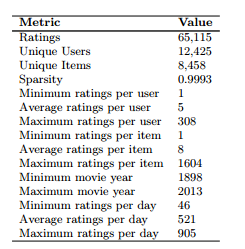 Metric Value
Ratings 65,115
Unique Users 12,425
Unique Items 8,458
Sparsity 0.9993
Minimum ratings per user 1
Average ratings per user 5
Maximum ratings per user 308
Minimum ratings per item 1
Average ratings per item 8
Maximum ratings per item 1604
Minimum movie year 1898
Maximum movie year 2013
Minimum ratings per day 46
Average ratings per day 521
Maximum ratings per day 905